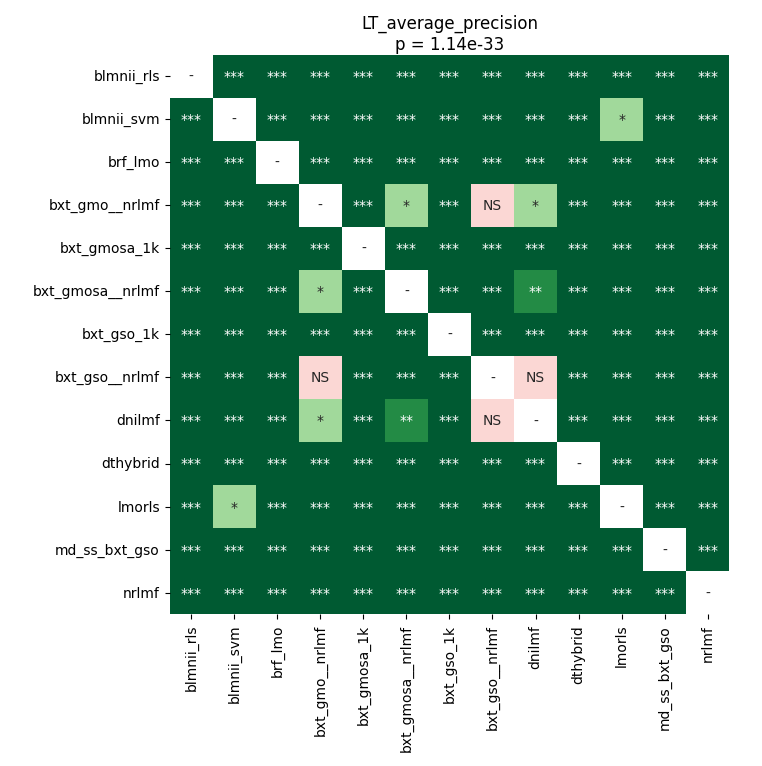 LT_average_precision
p = 1.14e-33
blmnii_rls - *** *** *** *** *** *** *** *** *** *** *** ***
blmnii_svm *** - *** *** *** *** *** *** *** *** * *** ***
brf_lmo *** *** - *** *** *** *** *** *** *** *** *** ***
bxt_gmo__nrlmf *** *** *** - *** * *** NS * *** *** *** ***
bxt_gmosa_1k *** *** *** *** - *** *** *** *** *** *** *** ***
bxt_gmosa__nrlmf *** *** *** * *** - *** *** ** *** *** *** ***
bxt_gso_1k *** *** *** *** *** *** - *** *** *** *** *** ***
bxt_gso__nrlmf *** *** *** NS *** *** *** - NS *** *** *** ***
dnilmf *** *** *** * *** ** *** NS - *** *** *** ***
dthybrid *** *** *** *** *** *** *** *** *** - *** *** ***
lmorls *** * *** *** *** *** *** *** *** *** - *** ***
md_ss_bxt_gso *** *** *** *** *** *** *** *** *** *** *** - ***
nrlmf *** *** *** *** *** *** *** *** *** *** *** *** -
blmnii_rls
blmnii_svm
brf_lmo
bxt_gmo__nrlmf
bxt_gmosa_1k
bxt_gmosa__nrlmf
bxt_gso_1k
bxt_gso__nrlmf
dnilmf
dthybrid
lmorls
md_ss_bxt_gso
nrlmf